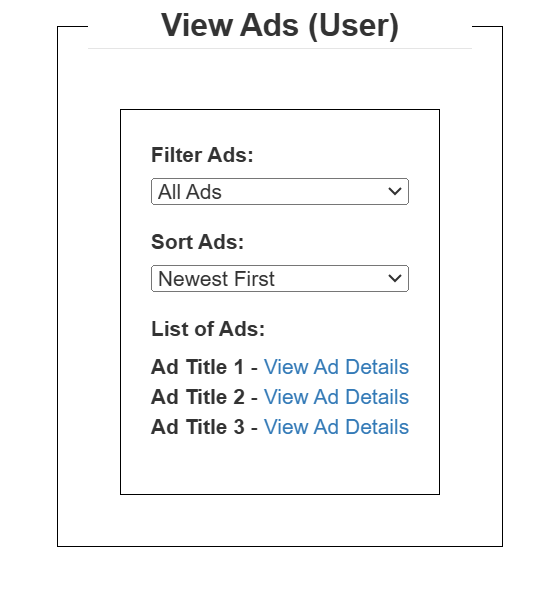 View Ads (User)
Filter Ads:
All Ads
Sort Ads:
Newest First
List of Ads:
Ad Title 1 - View Ad Details
Ad Title 2 - View Ad Details
Ad Title 3 - View Ad Details